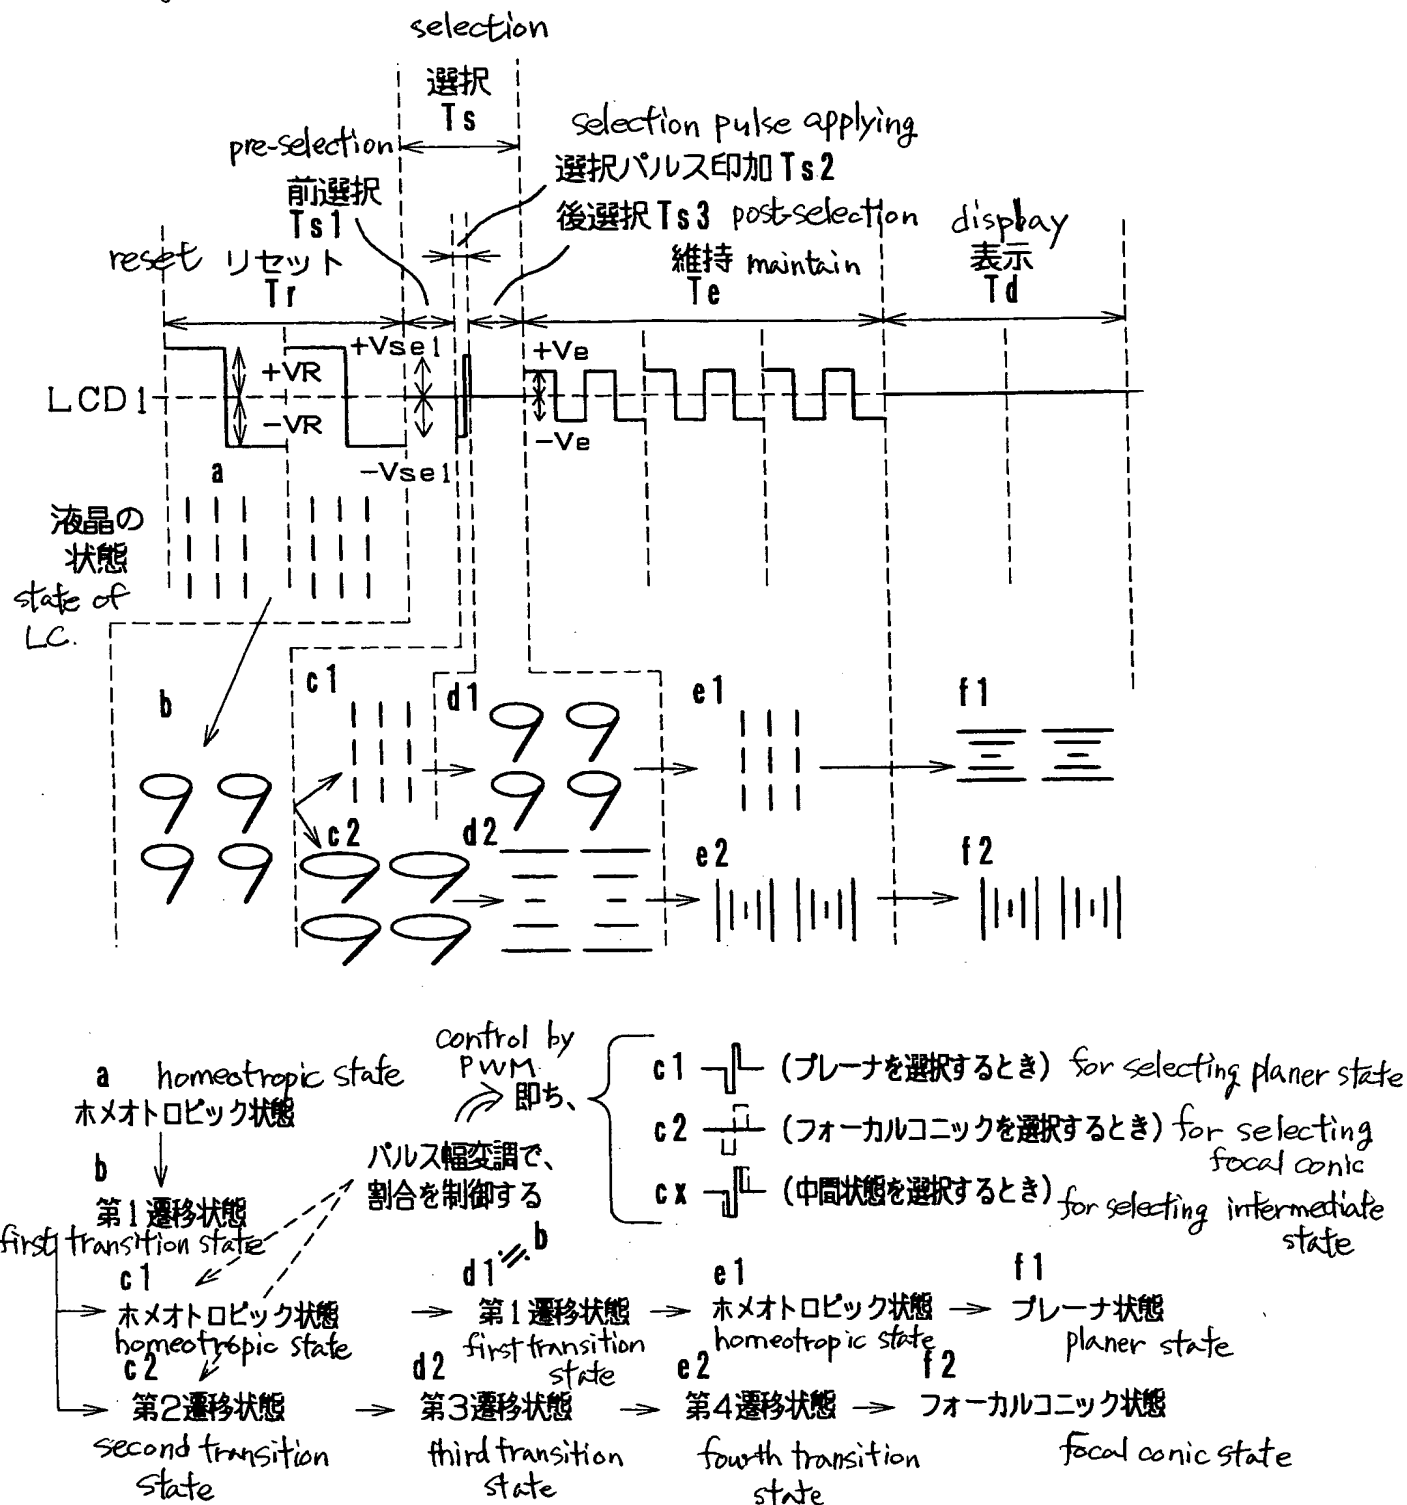 selection
選択
Ts
selection pulse applying
pre-selection
選択パルス印加Ts2
前選択
Ts1
後選択Ts3 post-selection
display
表示
Td
reset リセット
Tr
維持 maintain
Te
+Vsel
+Ve
+VR
LCD1
-VR
-Ve
-Vsel
a
液晶の
状態
state of
LC.
b
c1
d1
e1
f1
c2
d2
e2
f2
control by
PWM
a homeotropic state
ホメオトロピック状態
即ち、
c1 (プレーナを選択するとき) for selecting planer state
c2 (フォーカルコニックを選択するとき) for selecting
focal conic
cx (中間状態を選択するとき) for selecting intermediate
state
b
第1遷移状態
first transition state
パルス幅変調で、
割合を制御する
c1
ホメオトロピック状態
homeotropic state
d1 〃 b
第1遷移状態
first transition
state
e1
ホメオトロピック状態
homeotropic state
f1
プレーナ状態
planer state
c2
第2遷移状態
second transition
state
d2
第3遷移状態
third transition
state
e2
第4遷移状態
fourth transition
state
f2
フォーカルコニック状態
focal conic state